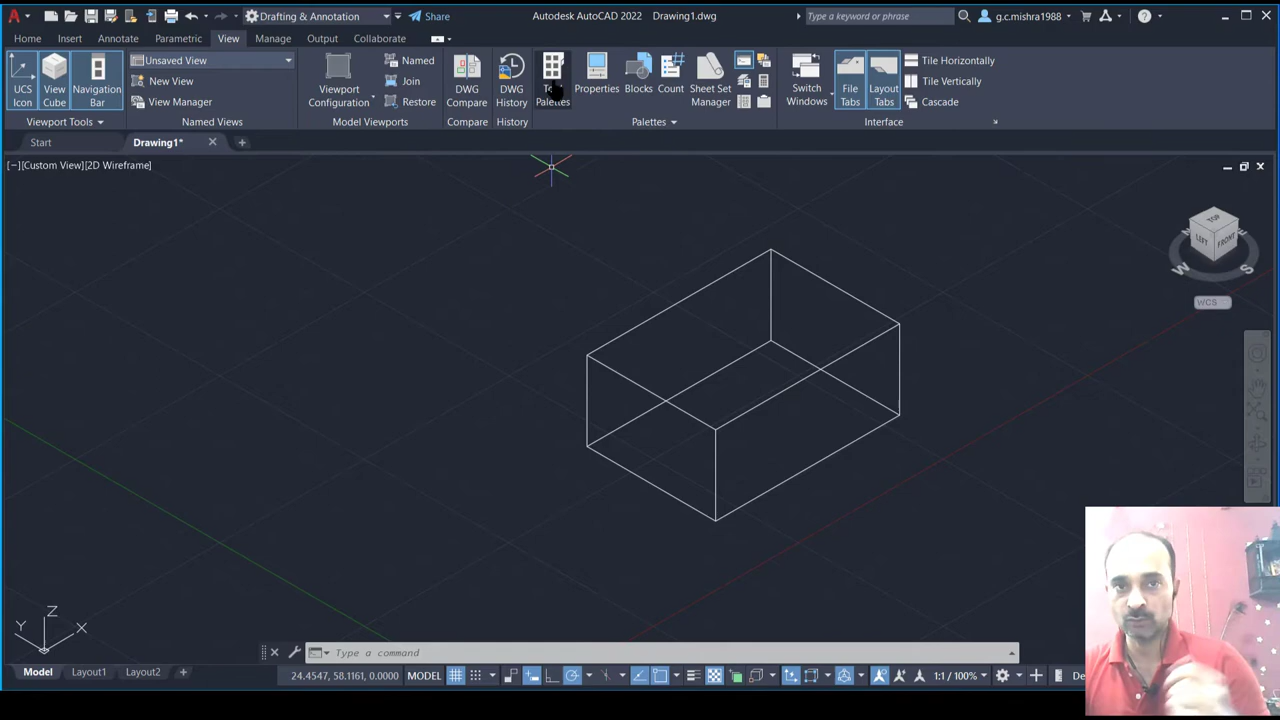 Drafting & Annotation
Share
Autodesk AutoCAD 2022 Drawing1.dwg
Type a keyword or phrase
g.c.mishra1988
Home Insert Annotate Parametric View Manage Output Collaborate
UCS Icon
View Cube
Navigation Bar
Viewport Tools
Unsaved View
New View
View Manager
Named Views
Viewport Configuration
Named
Join
Restore
Model Viewports
DWG Compare
Compare
DWG History
History
Palettes
Properties
Blocks
Count
Sheet Set Manager
Palettes
Switch Windows
File Tabs
Layout Tabs
Tile Horizontally
Tile Vertically
Cascade
Interface
Start
Drawing1*
[−][Custom View][2D Wireframe]
TOP
LEFT
FRONT
W
S
WCS
Z
Y
X
Type a command
Model Layout1 Layout2
24.4547, 58.1161, 0.0000 MODEL
1:1 / 100%